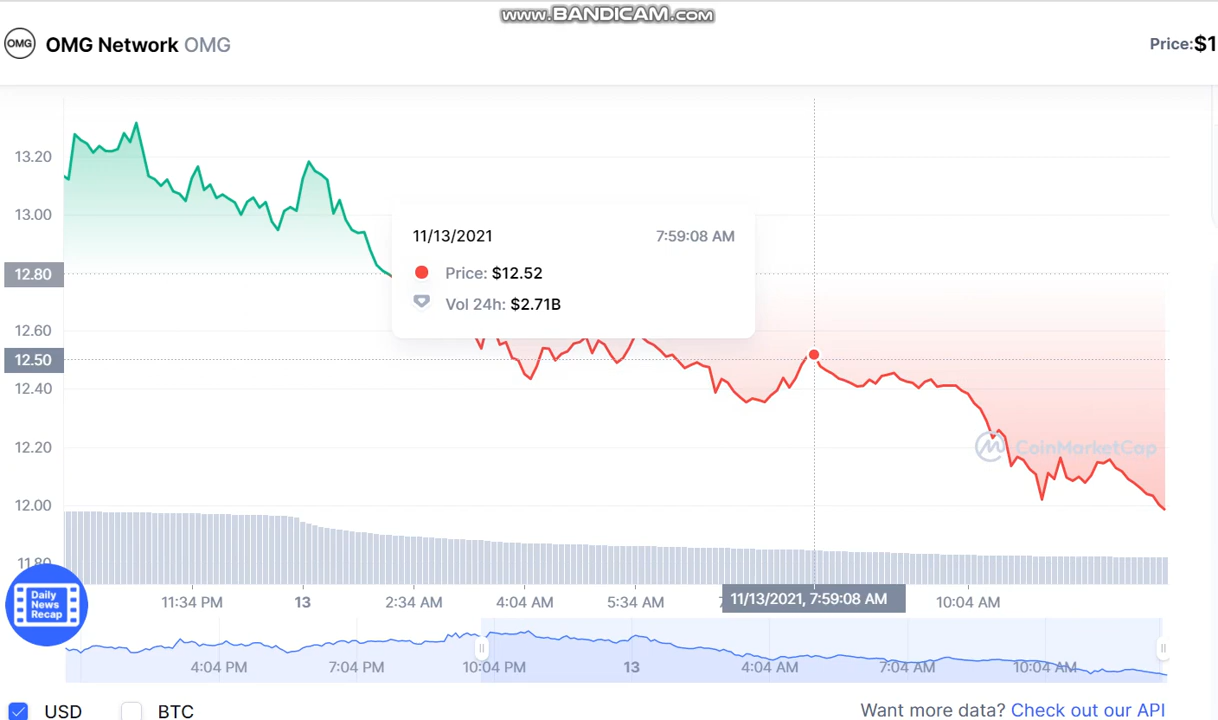 www.BANDICAM.com
OMG
OMG Network OMG
Price:$1
13.20
13.00
12.80
12.60
12.50
12.40
12.20
12.00
11.80
11/13/2021 7:59:08 AM
Price: $12.52
Vol 24h: $2.71B
CoinMarketCap
11:34 PM 13 2:34 AM 4:04 AM 5:34 AM 11/13/2021, 7:59:08 AM 10:04 AM
Daily
News
Recap
4:04 PM 7:04 PM 10:04 PM 13 4:04 AM 7:04 AM 10:04 AM
USD BTC
Want more data? Check out our API